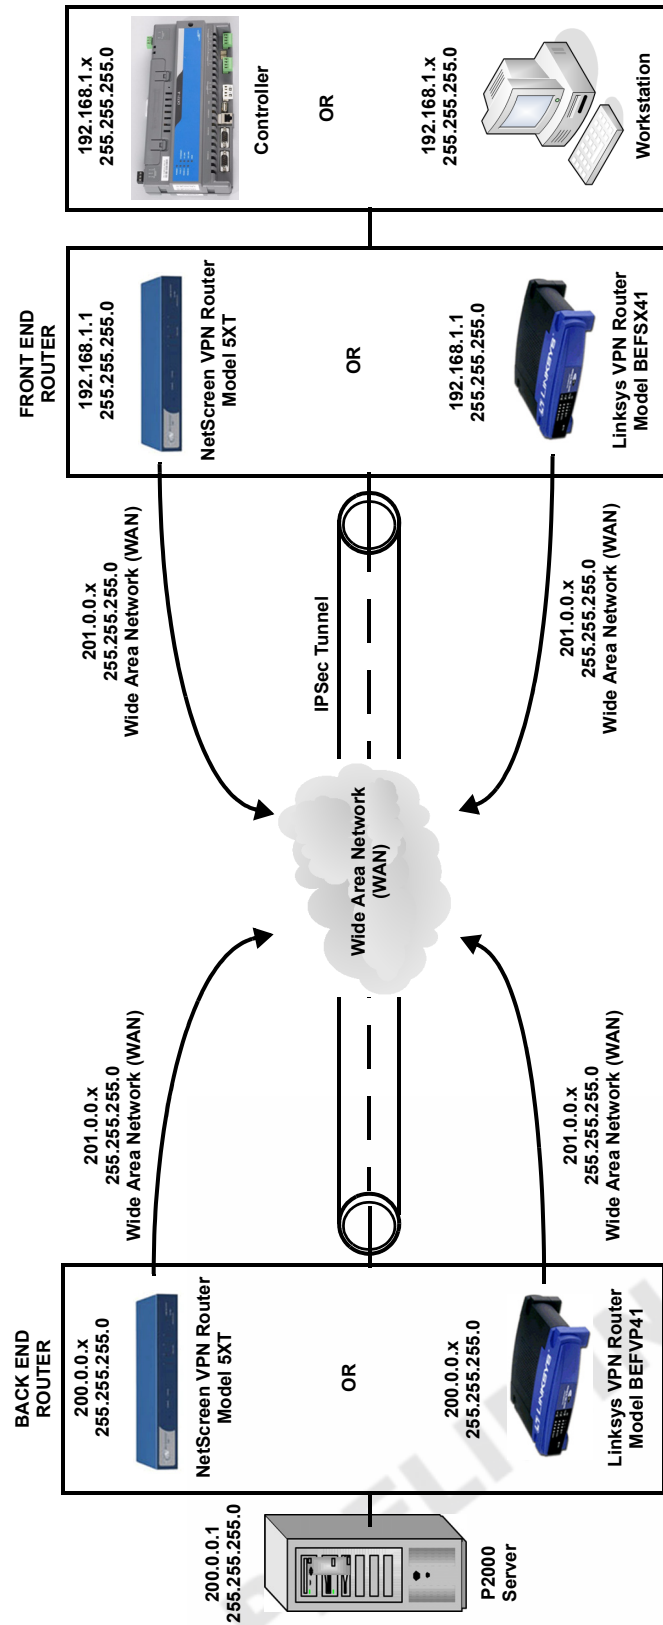 BACK END
ROUTER
FRONT END
ROUTER
200.0.0.1
255.255.255.0
P2000
Server
200.0.0.x
255.255.255.0
NetScreen VPN Router
Model 5XT
OR
200.0.0.x
255.255.255.0
LINKSYS
Linksys VPN Router
Model BEFVP41
201.0.0.x
255.255.255.0
Wide Area Network (WAN)
201.0.0.x
255.255.255.0
Wide Area Network (WAN)
Wide Area Network
(WAN)
IPSec Tunnel
201.0.0.x
255.255.255.0
Wide Area Network (WAN)
201.0.0.x
255.255.255.0
Wide Area Network (WAN)
192.168.1.1
255.255.255.0
NetScreen VPN Router
Model 5XT
OR
192.168.1.1
255.255.255.0
LINKSYS
Linksys VPN Router
Model BEFSX41
192.168.1.x
255.255.255.0
Controller
OR
192.168.1.x
255.255.255.0
Workstation